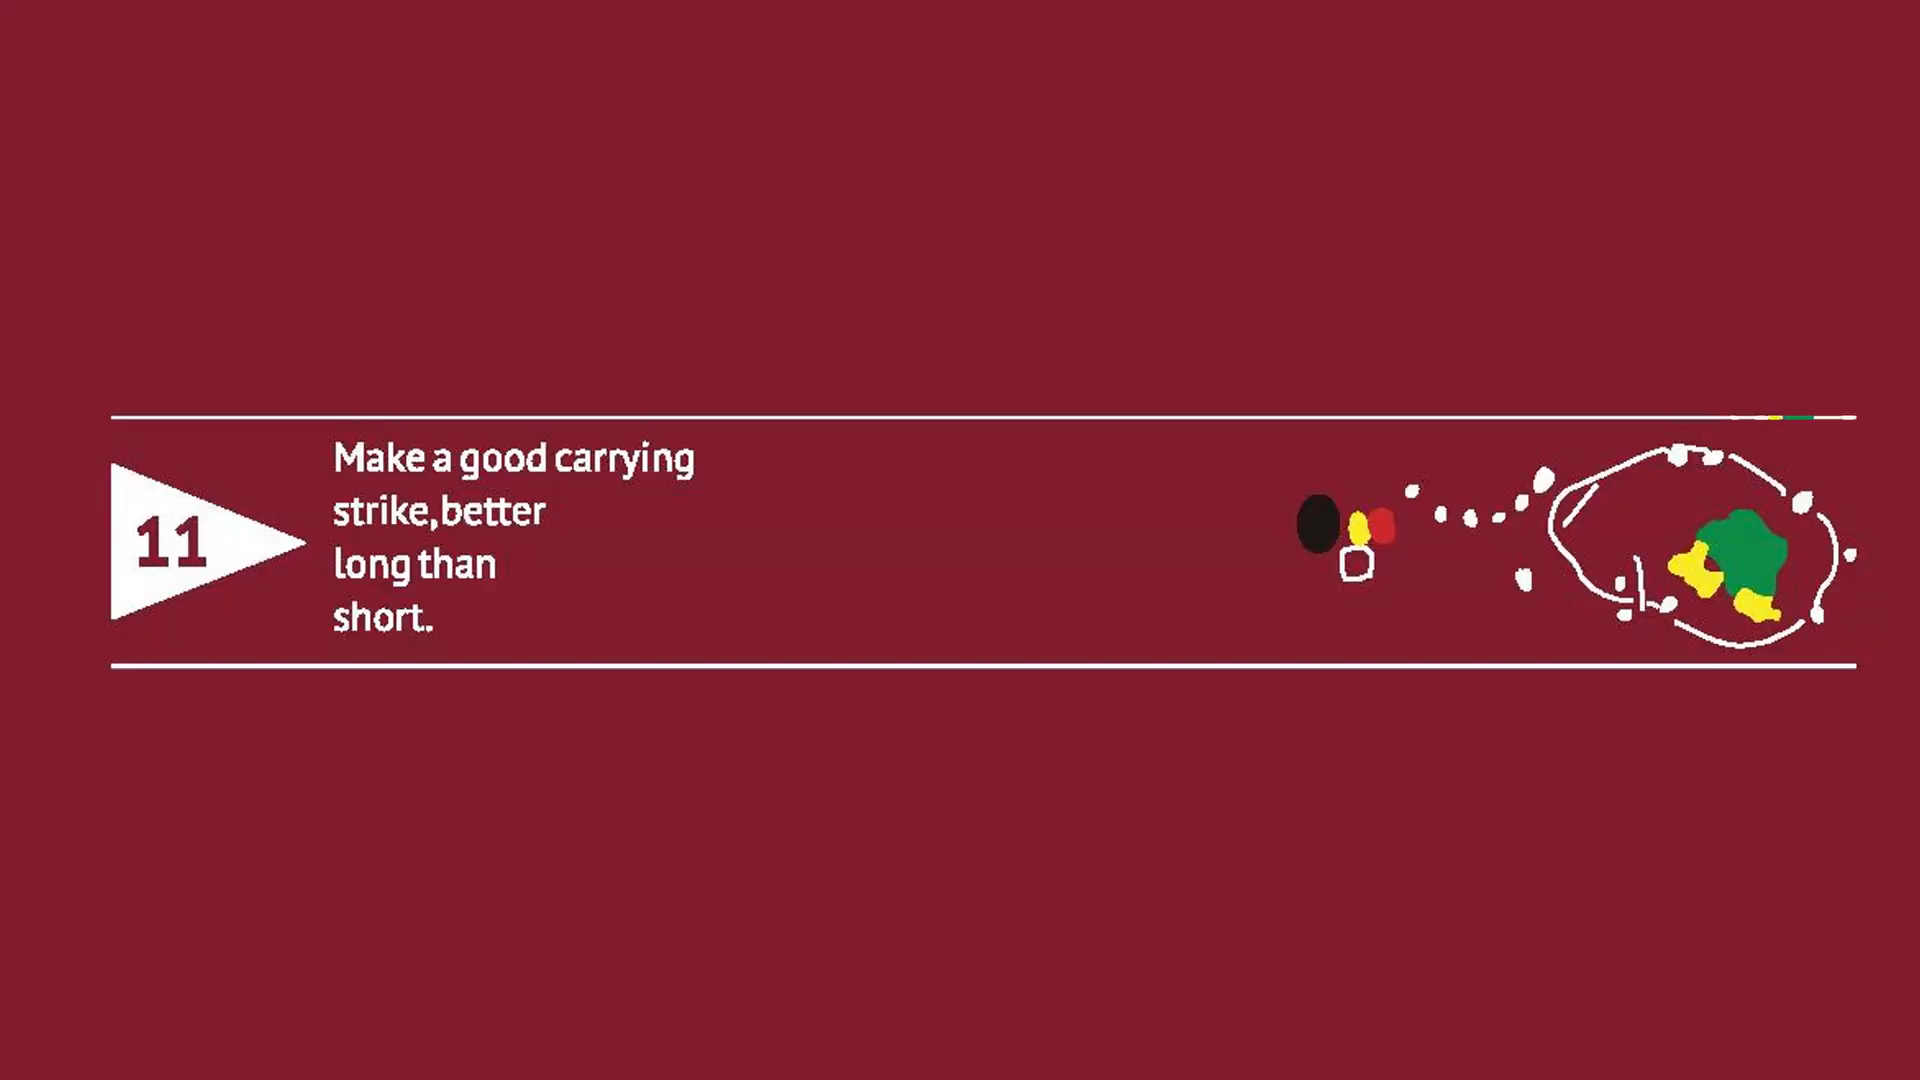 11
Make a good carrying
strike,better
long than
short.